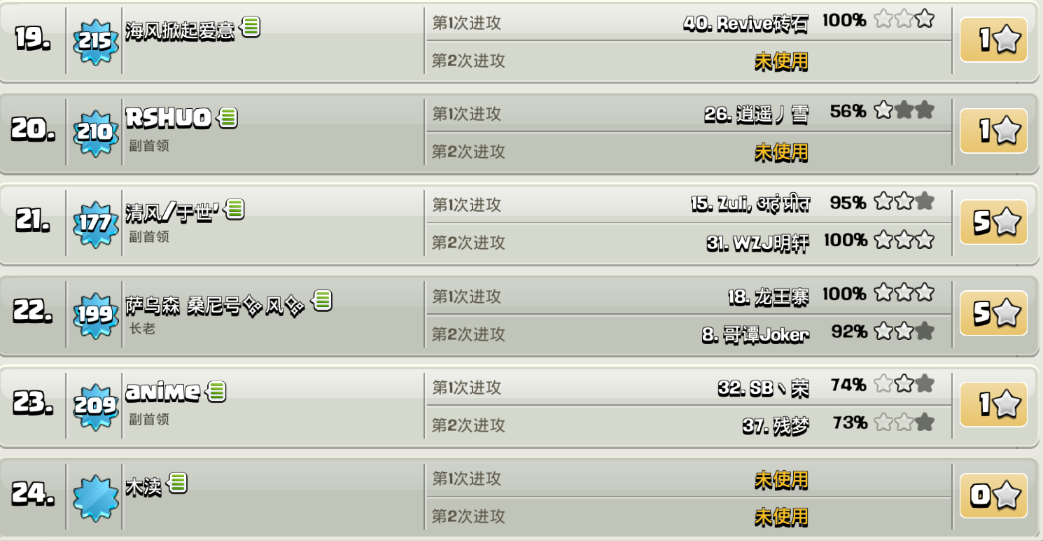 19. 215 海风掀起爱意 第1次进攻 40. Revive砖石 100% 1
第2次进攻 未使用
20. 210 RSHUO 第1次进攻 26. 逍遥丿雪 56% 1
副首领 第2次进攻 未使用
21. 177 清风/于世' 第1次进攻 15. Zuli, 95% 5
副首领 第2次进攻 31. WZJ明轩 100%
22. 199 萨乌森 桑尼号 风 第1次进攻 18. 龙王寨 100% 5
长老 第2次进攻 8. 哥谭Joker 92%
23. 209 anime 第1次进攻 32. SB丶荣 74% 1
副首领 第2次进攻 37. 残梦 73%
24. 木渎 第1次进攻 未使用 0
第2次进攻 未使用